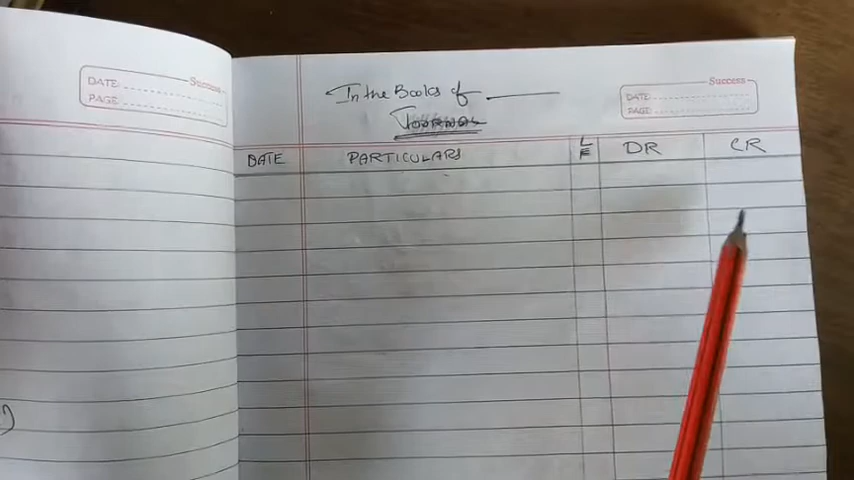 DATE: Success
PAGE:
In the Books of
JOURNAL
DATE: Success
PAGE:
DATE PARTICULARS LF DR CR